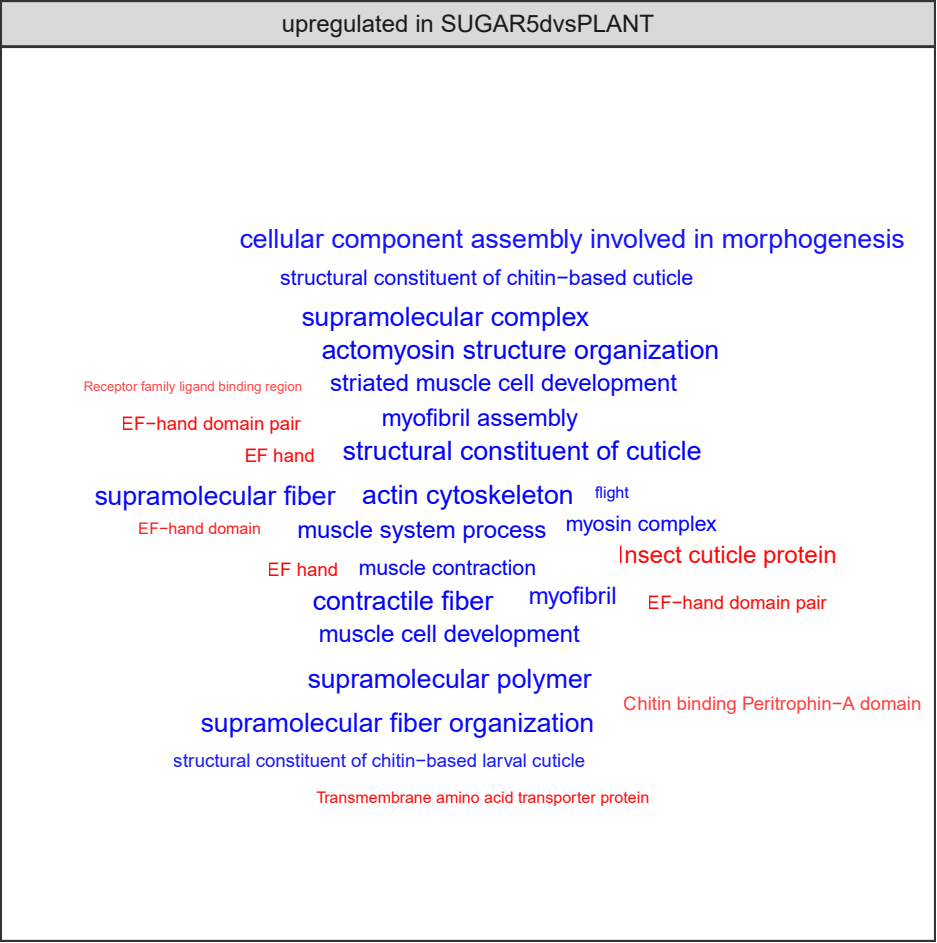 upregulated in SUGAR5dvsPLANT
cellular component assembly involved in morphogenesis
structural constituent of chitin−based cuticle
supramolecular complex
actomyosin structure organization
Receptor family ligand binding region
striated muscle cell development
EF−hand domain pair
myofibril assembly
EF hand
structural constituent of cuticle
supramolecular fiber
actin cytoskeleton
flight
EF−hand domain
muscle system process
myosin complex
Insect cuticle protein
EF hand
muscle contraction
contractile fiber
myofibril
EF−hand domain pair
muscle cell development
supramolecular polymer
Chitin binding Peritrophin−A domain
supramolecular fiber organization
structural constituent of chitin−based larval cuticle
Transmembrane amino acid transporter protein